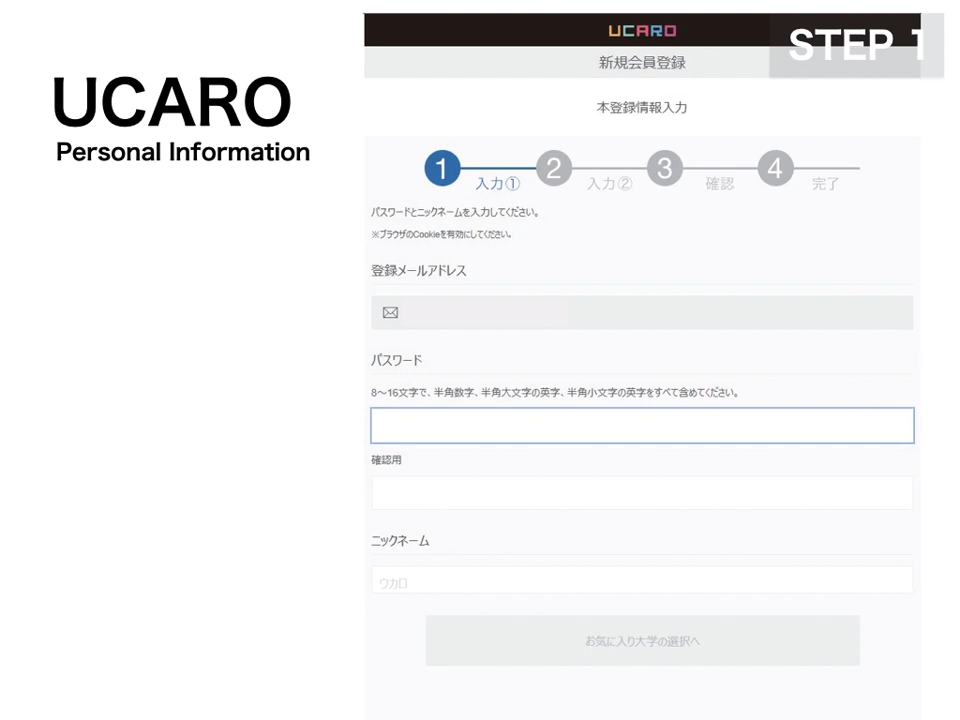 UCARO
Personal Information
UCARO
STEP 1
新規会員登録
本登録情報入力
1
2
3
4
入力①
入力②
確認
完了
パスワードとニックネームを入力してください。
※ブラウザのCookieを有効にしてください。
登録メールアドレス
パスワード
8～16文字で、半角数字、半角大文字の英字、半角小文字の英字をすべて含めてください。
確認用
ニックネーム
ウカロ
お気に入り大学の選択へ